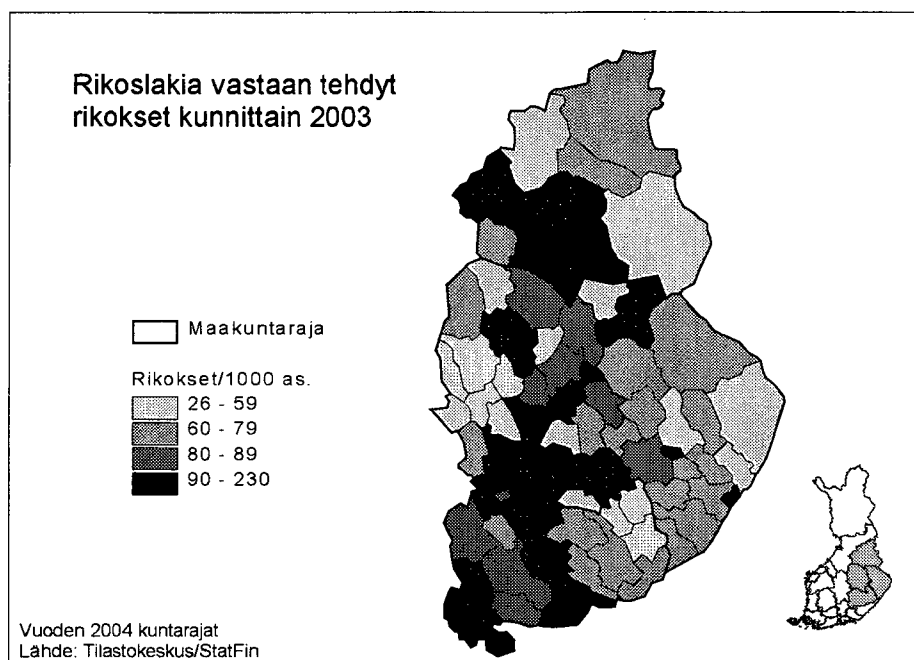 Rikoslakia vastaan tehdyt
rikokset kunnittain 2003
Maakuntaraja
Rikokset/1000 as.
26 - 59
60 - 79
80 - 89
90 - 230
Vuoden 2004 kuntarajat
Lähde: Tilastokeskus/StatFin